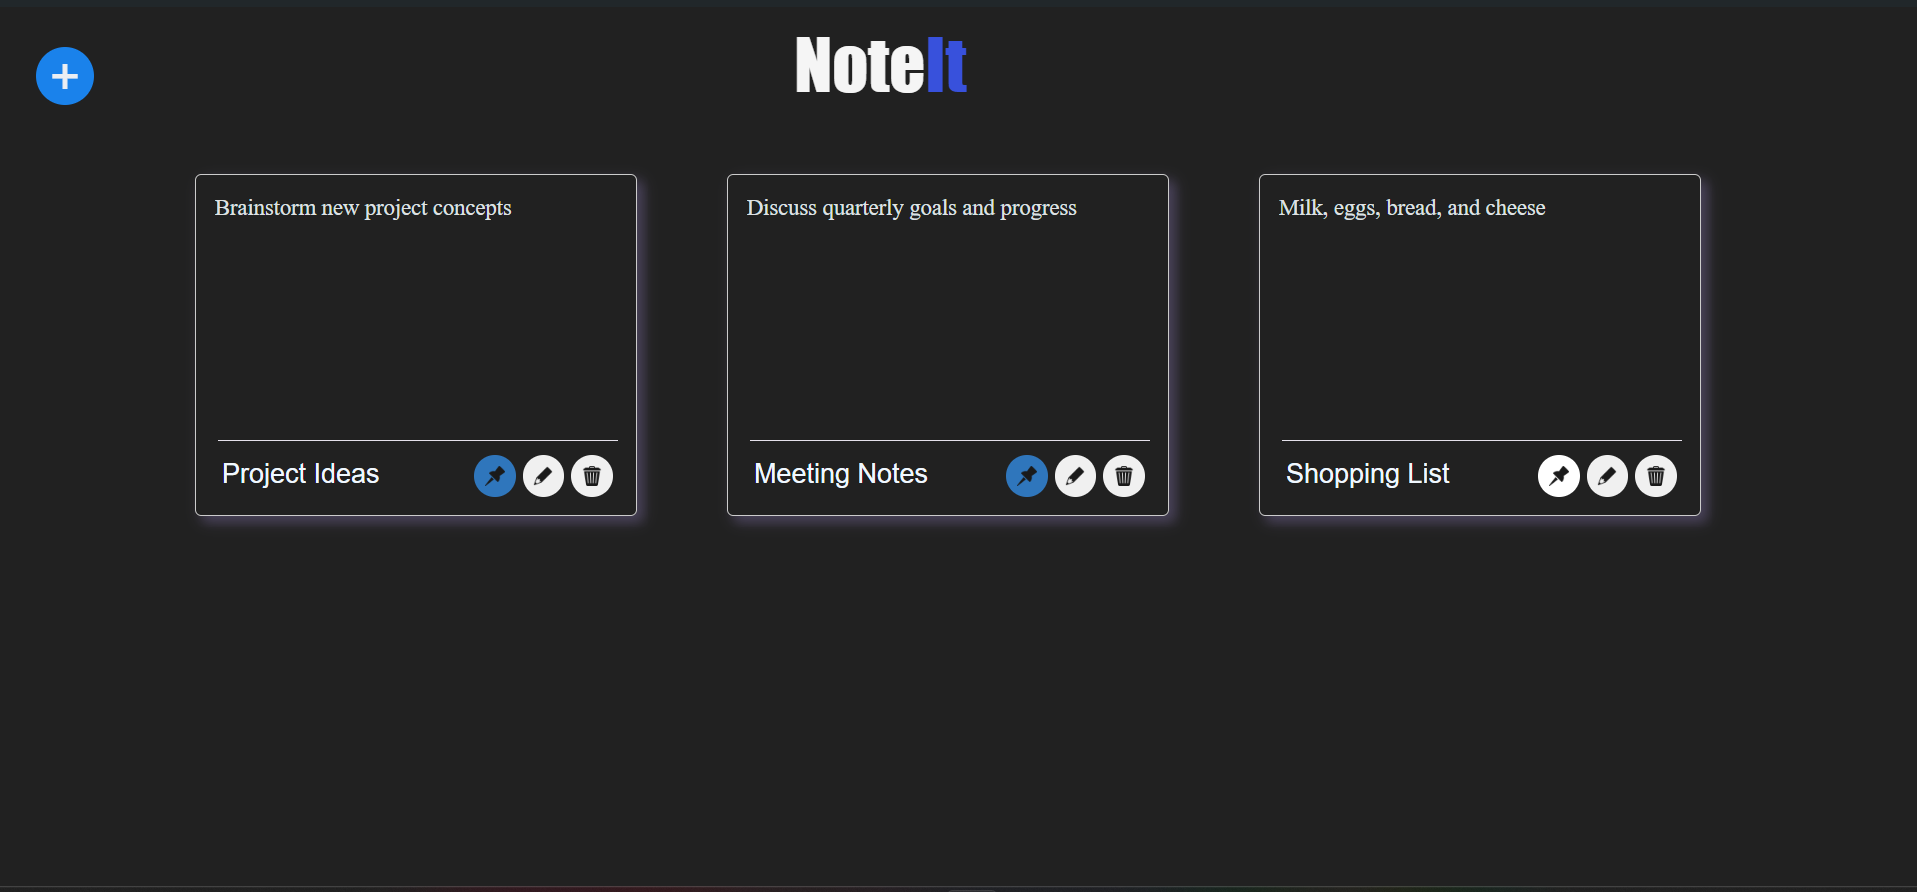 NoteIt
Brainstorm new project concepts
Project Ideas
Discuss quarterly goals and progress
Meeting Notes
Milk, eggs, bread, and cheese
Shopping List